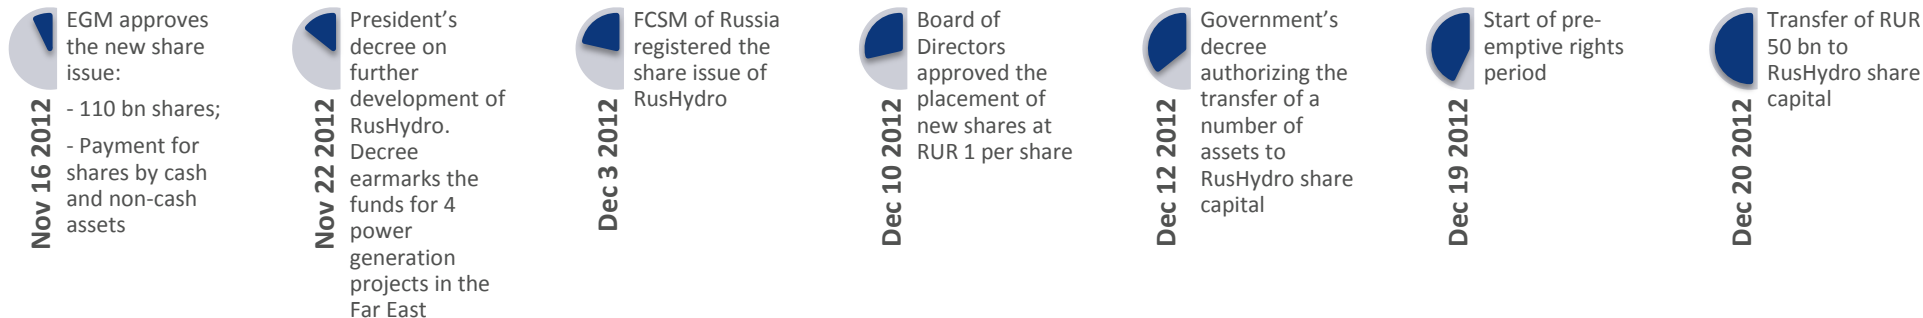 Nov 16 2012
EGM approves
the new share
issue:
- 110 bn shares;
- Payment for
shares by cash
and non-cash
assets
Nov 22 2012
President’s
decree on
further
development of
RusHydro.
Decree
earmarks the
funds for 4
power
generation
projects in the
Far East
Dec 3 2012
FCSM of Russia
registered the
share issue of
RusHydro
Dec 10 2012
Board of
Directors
approved the
placement of
new shares at
RUR 1 per share
Dec 12 2012
Government’s
decree
authorizing the
transfer of a
number of
assets to
RusHydro share
capital
Dec 19 2012
Start of pre-
emptive rights
period
Dec 20 2012
Transfer of RUR
50 bn to
RusHydro share
capital